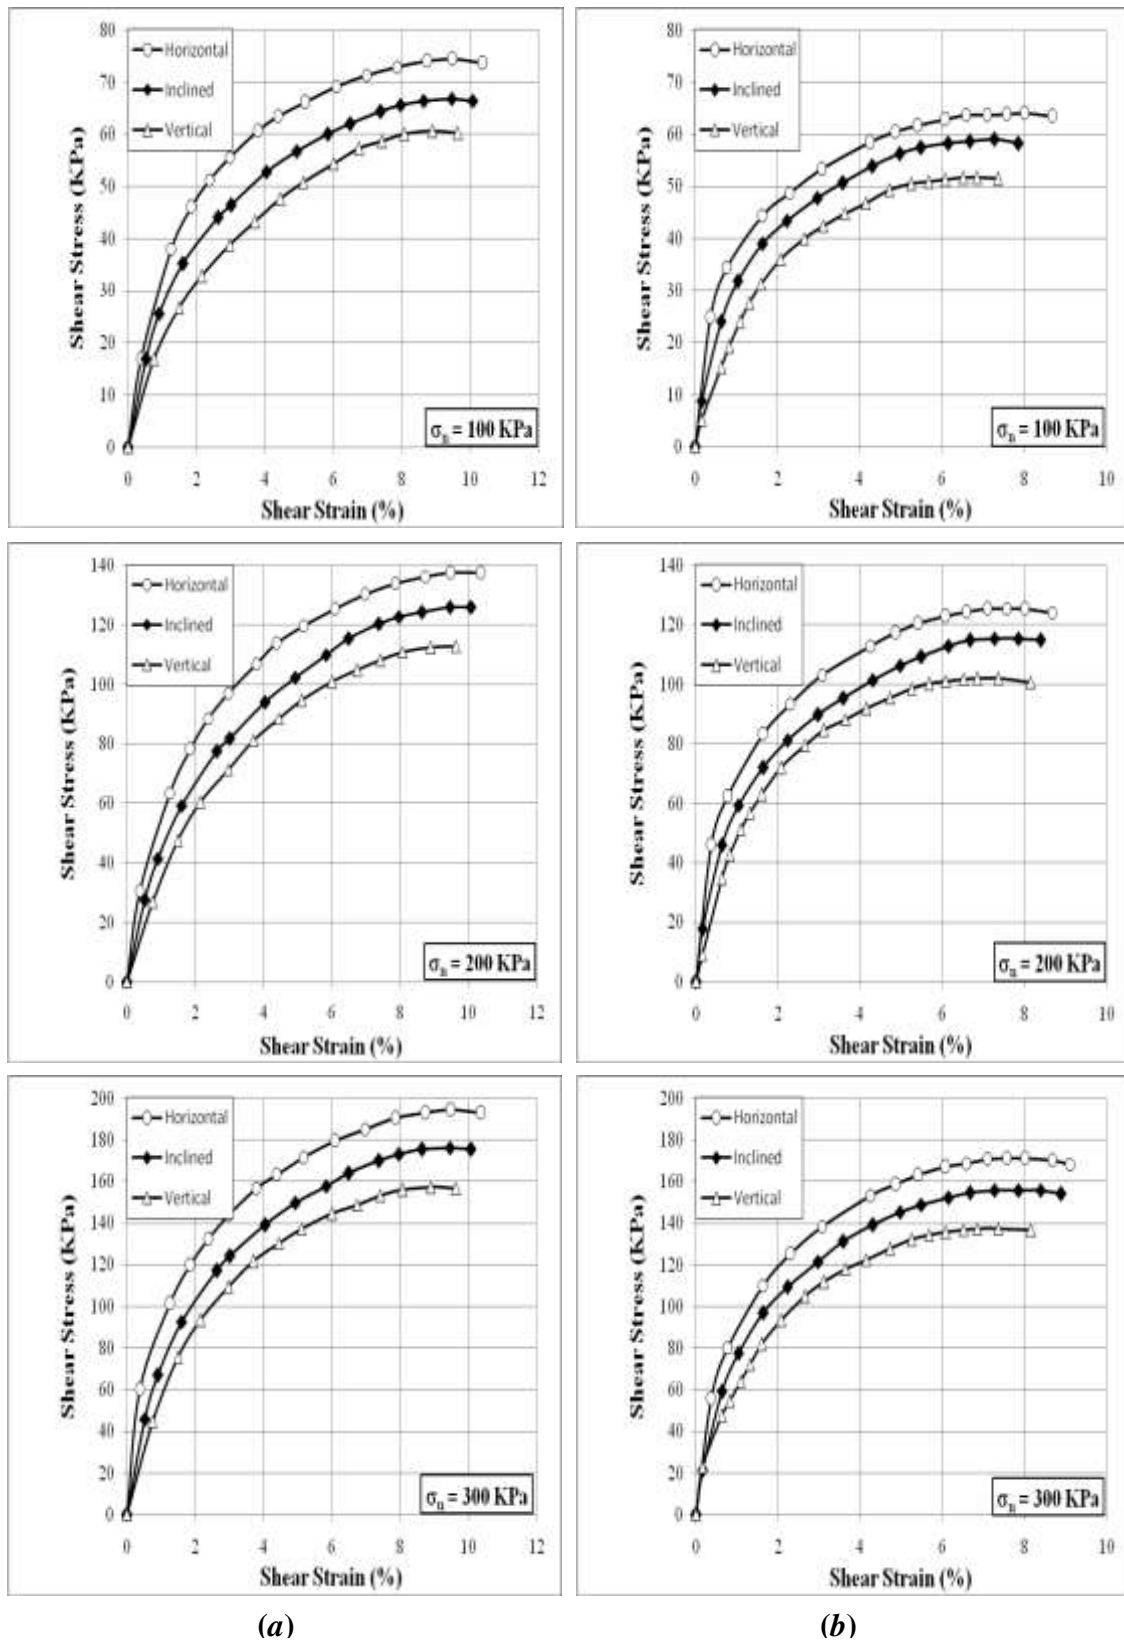 80
70
60
50
40
30
20
10
0
Shear Stress (KPa)
Horizontal
Inclined
Vertical
σn = 100 KPa
0 2 4 6 8 10 12
Shear Strain (%)
80
70
60
50
40
30
20
10
0
Shear Stress (KPa)
Horizontal
Inclined
Vertical
σn = 100 KPa
0 2 4 6 8 10
Shear Strain (%)
140
120
100
80
60
40
20
0
Shear Stress (KPa)
Horizontal
Inclined
Vertical
σn = 200 KPa
0 2 4 6 8 10 12
Shear Strain (%)
140
120
100
80
60
40
20
0
Shear Stress (KPa)
Horizontal
Inclined
Vertical
σn = 200 KPa
0 2 4 6 8 10
Shear Strain (%)
200
180
160
140
120
100
80
60
40
20
0
Shear Stress (KPa)
Horizontal
Inclined
Vertical
σn = 300 KPa
0 2 4 6 8 10 12
Shear Strain (%)
200
180
160
140
120
100
80
60
40
20
0
Shear Stress (KPa)
Horizontal
Inclined
Vertical
σn = 300 KPa
0 2 4 6 8 10
Shear Strain (%)
(a) (b)